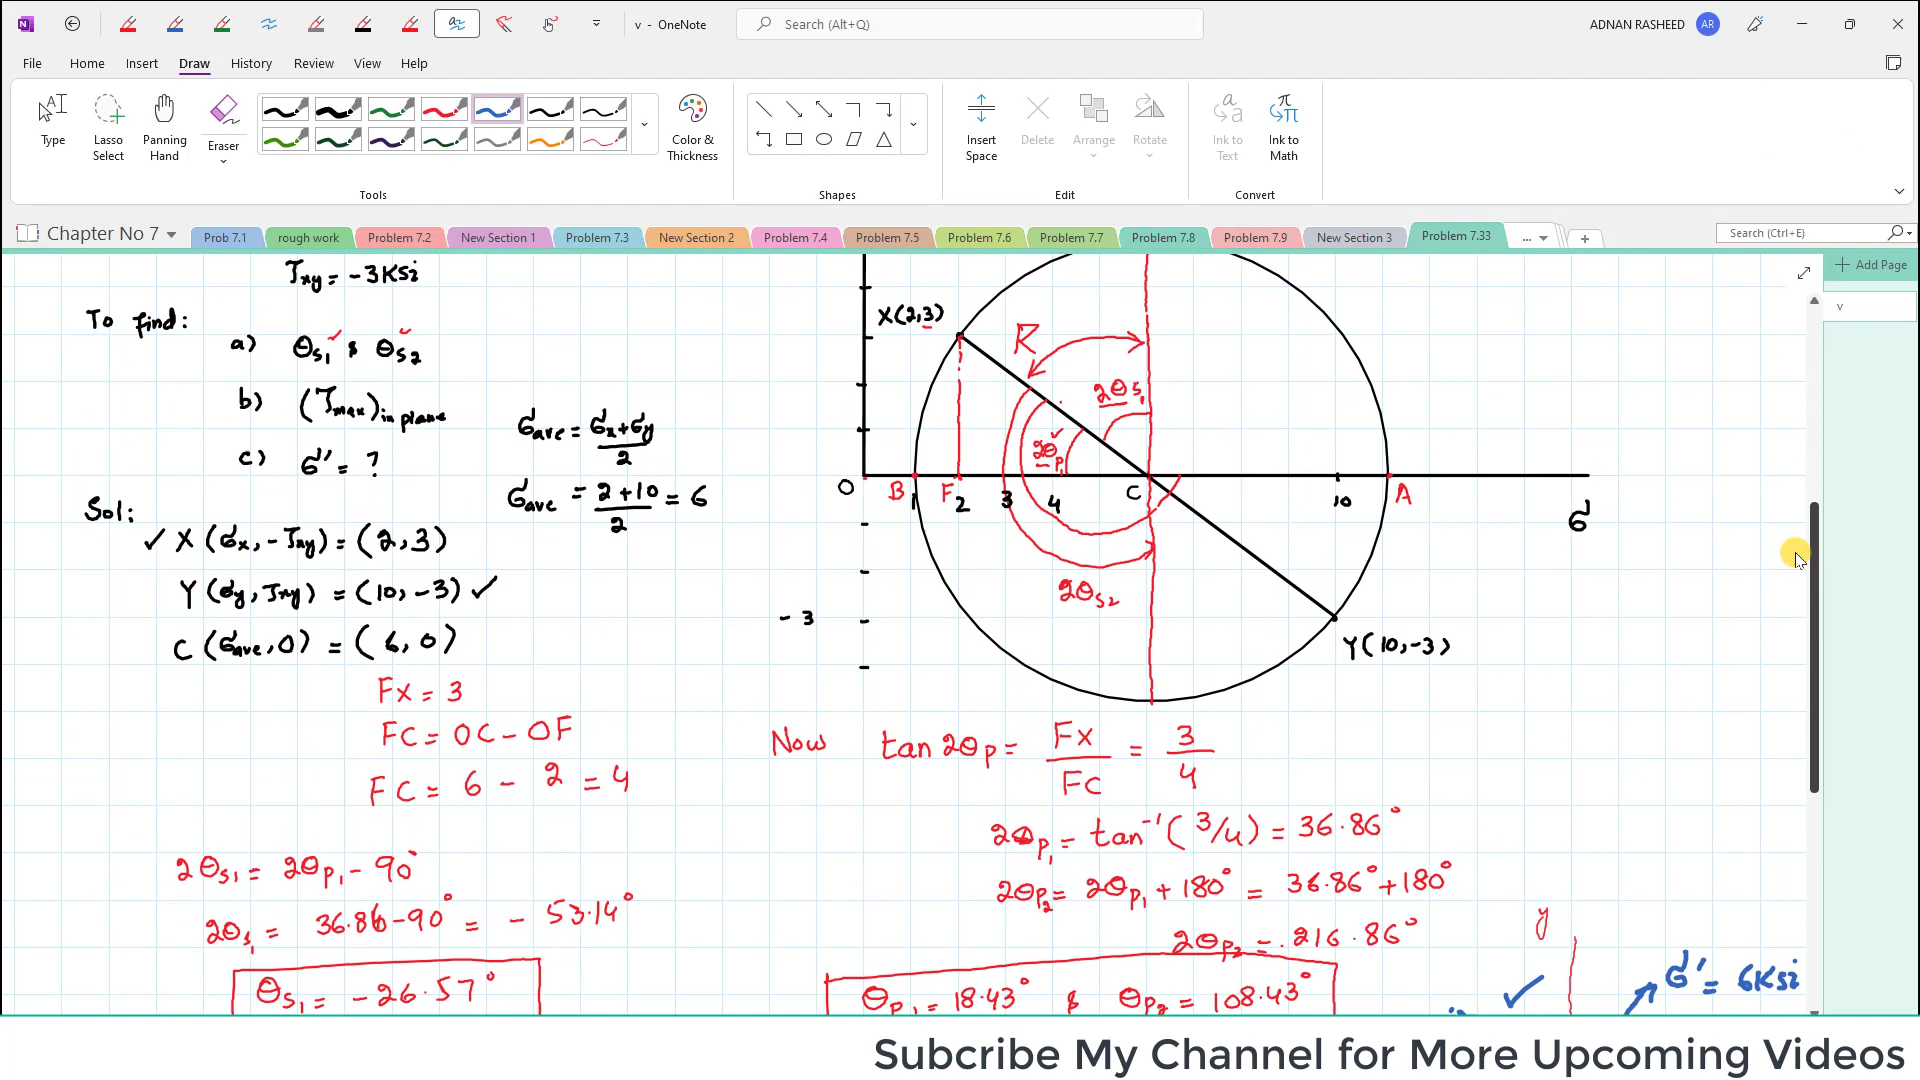 v - OneNote
Search (Alt+Q)
ADNAN RASHEED AR
File Home Insert Draw History Review View Help
Type
Lasso Select
Panning Hand
Eraser
Color & Thickness
Insert Space
Delete
Arrange
Rotate
Ink to Text
Ink to Math
Tools
Shapes
Edit
Convert
Chapter No 7
Prob 7.1
rough work
Problem 7.2
New Section 1
Problem 7.3
New Section 2
Problem 7.4
Problem 7.5
Problem 7.6
Problem 7.7
Problem 7.8
Problem 7.9
New Section 3
Problem 7.33
...
Search (Ctrl+E)
Add Page
v
τxy = -3Ksi
To find:
a) θs1 & θs2
b) (τmax)in plane
c) σ' = ?
σave = σx+σy / 2
σave = 2+10 / 2 = 6
Sol:
✓ X (σx, -τxy) = (2, 3)
Y (σy, τxy) = (10, -3) ✓
C (σave, 0) = (6, 0)
FX = 3
FC = OC - OF
FC = 6 - 2 = 4
2θs1 = 2θp1 - 90°
2θs1 = 36.86-90° = - 53.14°
θs1 = -26.57°
X(2,3)
R
2θs1
2θp1
O B 1 F 2 3 4 C 10 A
σ
2θs2
-3
Y(10,-3)
Now tan 2θp = FX / FC = 3 / 4
2θp1 = tan⁻¹(3/4) = 36.86°
2θp2 = 2θp1 + 180° = 36.86°+180°
2θp2 = 216.86°
θp1 = 18.43° & θp2 = 108.43°
y
σ' = 6Ksi
Subcribe My Channel for More Upcoming Videos